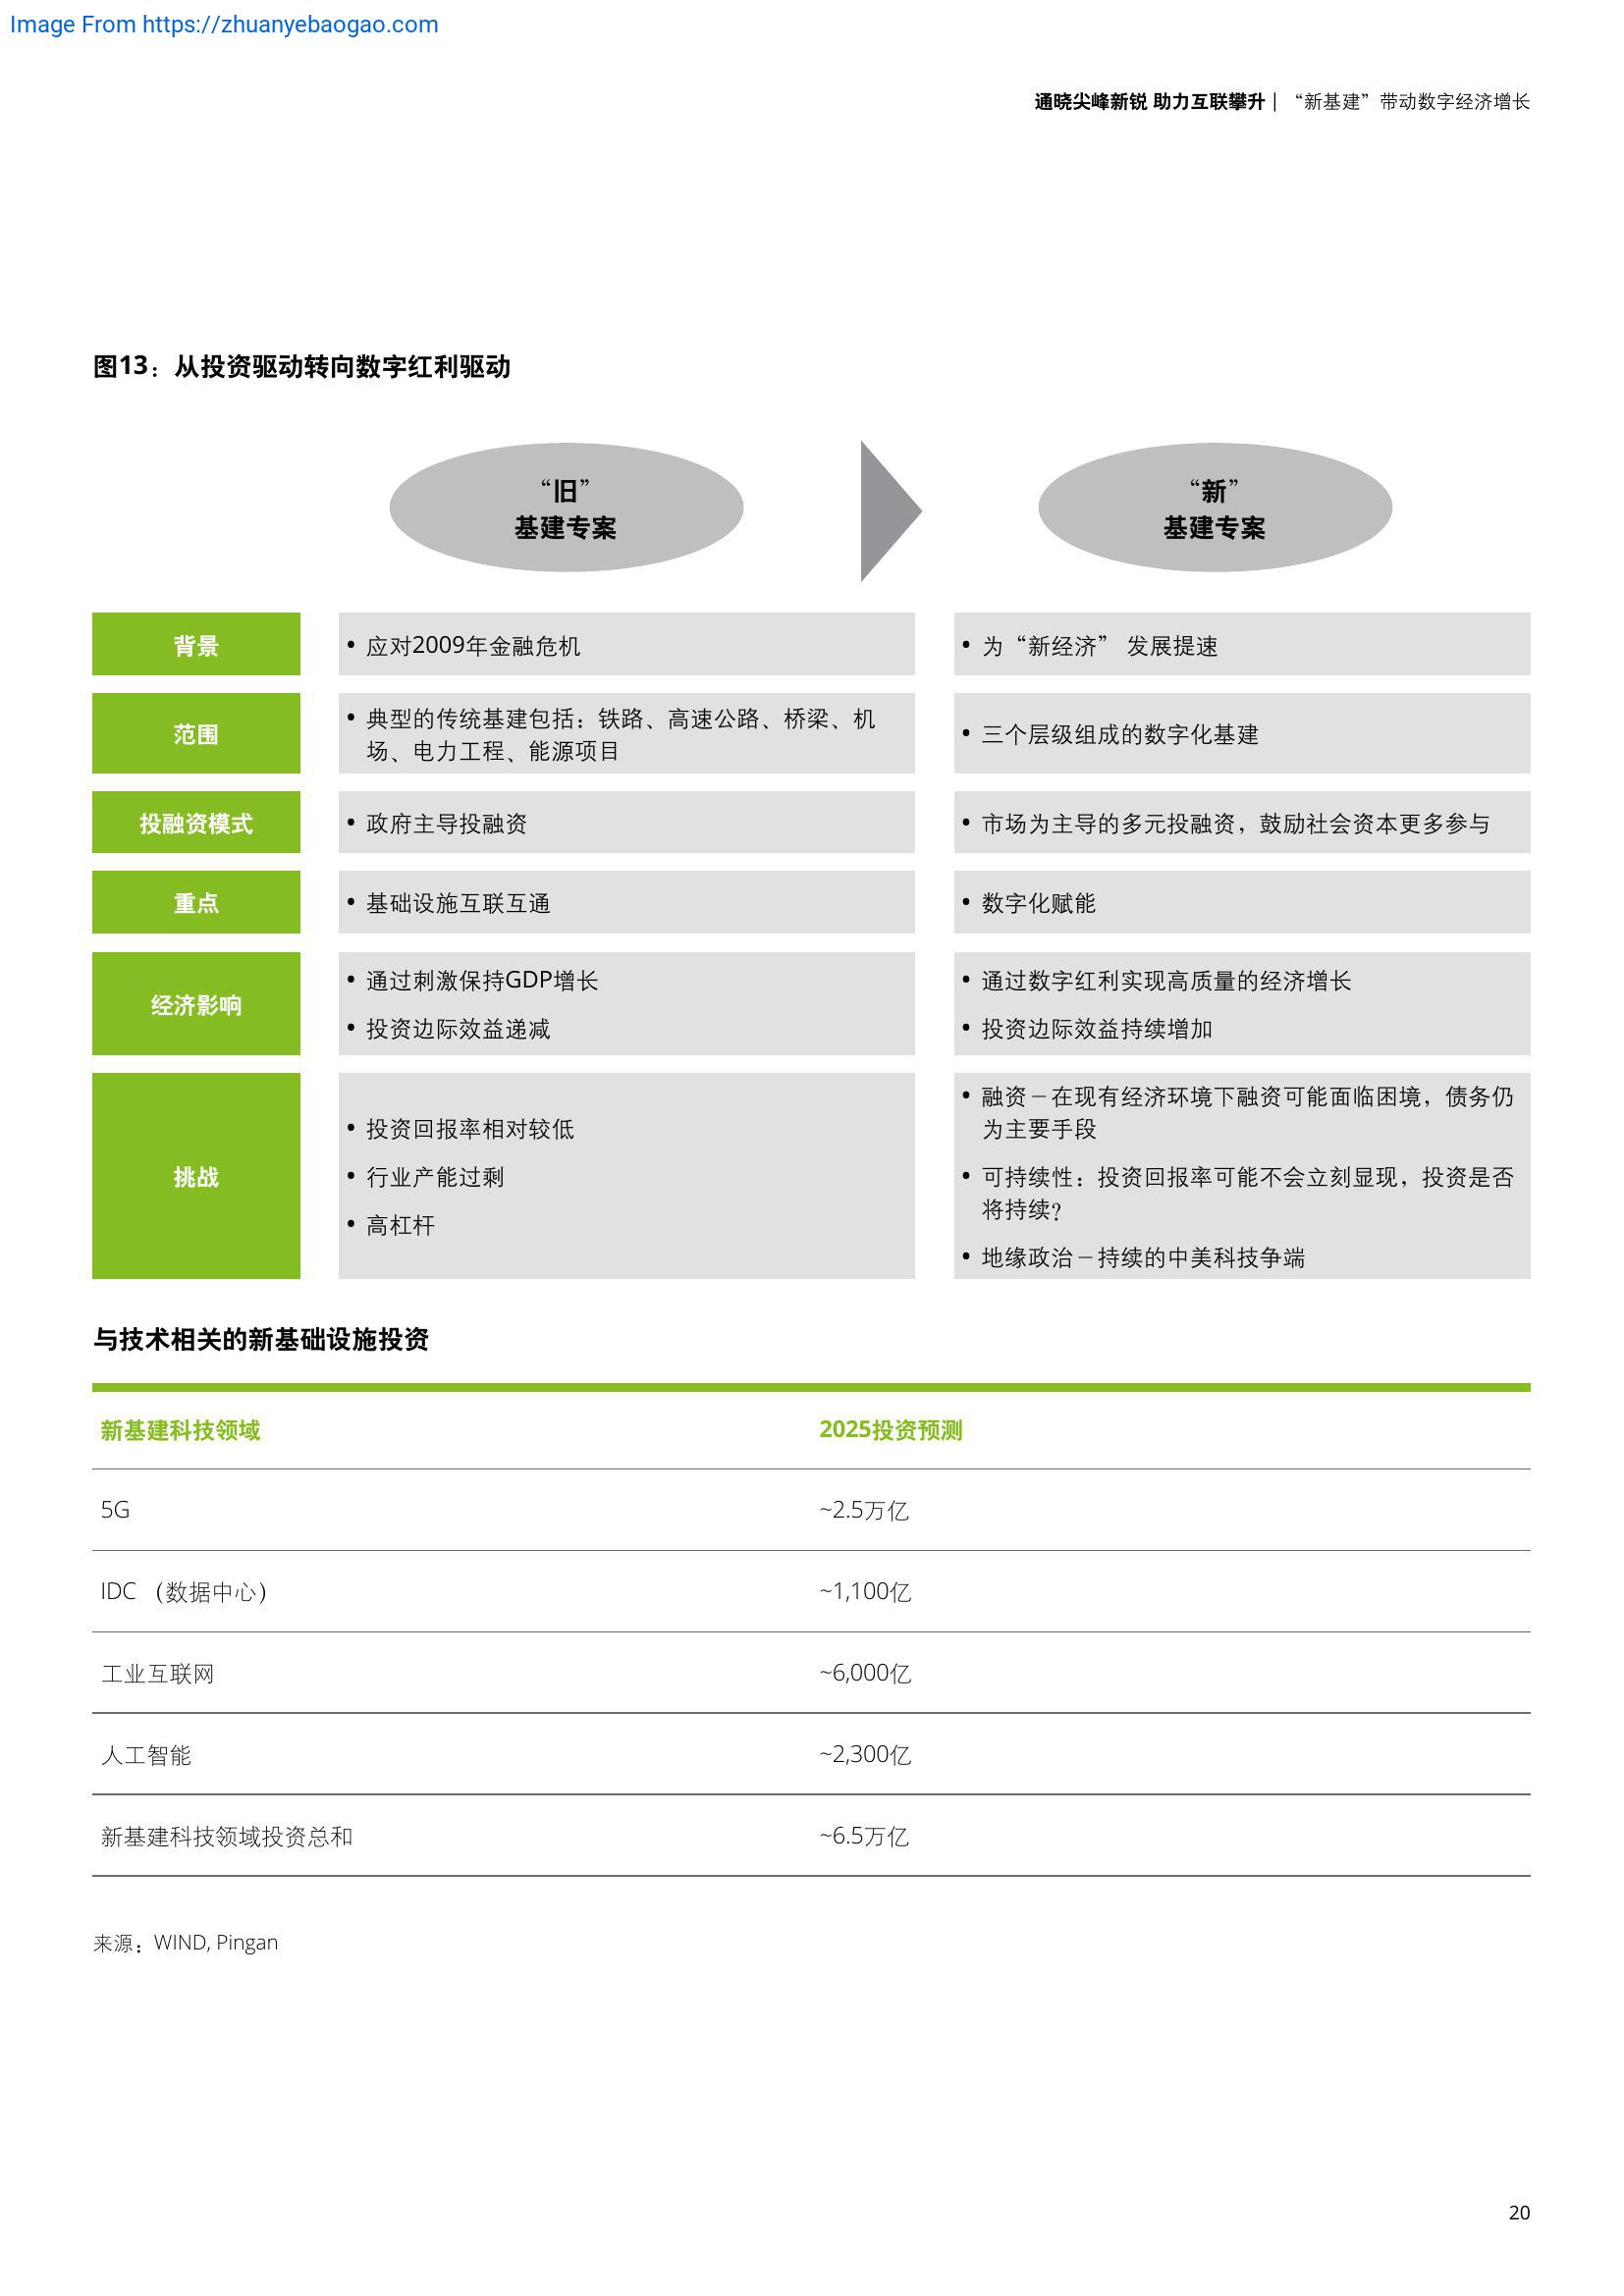 Image From https://zhuanyebaogao.com
通晓尖峰新锐 助力互联攀升 | “新基建”带动数字经济增长
图13：从投资驱动转向数字红利驱动
“旧”
基建专案
“新”
基建专案
背景
• 应对2009年金融危机
• 为“新经济” 发展提速
范围
• 典型的传统基建包括：铁路、高速公路、桥梁、机
场、电力工程、能源项目
• 三个层级组成的数字化基建
投融资模式
• 政府主导投融资
• 市场为主导的多元投融资，鼓励社会资本更多参与
重点
• 基础设施互联互通
• 数字化赋能
经济影响
• 通过刺激保持GDP增长
• 投资边际效益递减
• 通过数字红利实现高质量的经济增长
• 投资边际效益持续增加
挑战
• 投资回报率相对较低
• 行业产能过剩
• 高杠杆
• 融资－在现有经济环境下融资可能面临困境，债务仍
为主要手段
• 可持续性：投资回报率可能不会立刻显现，投资是否
将持续？
• 地缘政治－持续的中美科技争端
与技术相关的新基础设施投资
新基建科技领域 2025投资预测
5G ~2.5万亿
IDC （数据中心） ~1,100亿
工业互联网 ~6,000亿
人工智能 ~2,300亿
新基建科技领域投资总和 ~6.5万亿
来源：WIND, Pingan
20